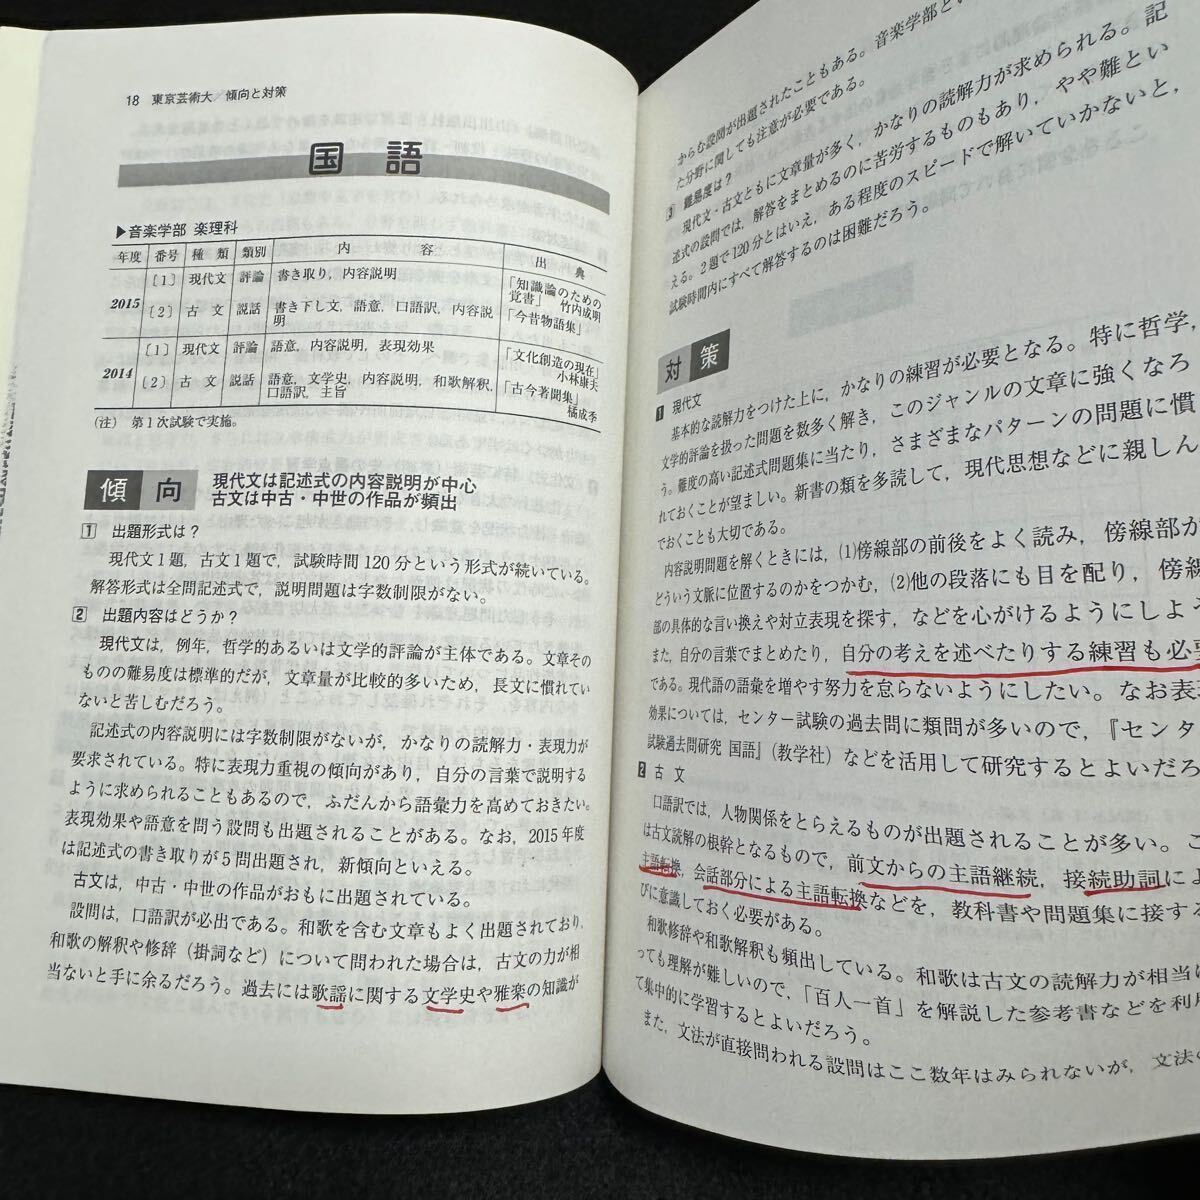 18 東京芸術大／傾向と対策
国 語
▶音楽学部 楽理科
年度 番号 種 類 類別 内 容 出 典
2015 〔1〕 現代文 評論 書き取り，内容説明 「知識論のための覚書」 竹内成明
〔2〕 古 文 説話 書き下し文，語意，口語訳，内容説明 「今昔物語集」
2014 〔1〕 現代文 評論 語意，内容説明，表現効果 「文化創造の現在」 小林康夫
〔2〕 古 文 説話 語意，文学史，内容説明，和歌解釈，口語訳，主旨 「古今著聞集」 橘成季
(注) 第1次試験で実施。
傾 向
現代文は記述式の内容説明が中心
古文は中古・中世の作品が頻出
1 出題形式は？
現代文1題，古文1題で，試験時間120分という形式が続いている。
解答形式は全問記述式で，説明問題は字数制限がない。
2 出題内容はどうか？
現代文は，例年，哲学的あるいは文学的評論が主体である。文章その
ものの難易度は標準的だが，文章量が比較的多いため，長文に慣れてい
ないと苦しむだろう。
記述式の内容説明には字数制限がないが，かなりの読解力・表現力が
要求されている。特に表現力重視の傾向があり，自分の言葉で説明する
ように求められることもあるので，ふだんから語彙力を高めておきたい。
表現効果や語意を問う設問も出題されることがある。なお，2015年度
は記述式の書き取りが5問出題され，新傾向といえる。
古文は，中古・中世の作品がおもに出題されている。
設問は，口語訳が必出である。和歌を含む文章もよく出題されており，
和歌の解釈や修辞（掛詞など）について問われた場合は，古文の力が相
当ないと手に余るだろう。過去には歌謡に関する文学史や雅楽の知識が
からむ設問が出題されたこともある。音楽学部とい
た分野に関しても注意が必要である。
3 難易度は？
現代文・古文ともに文章量が多く，かなりの読解力が求められる。記
述式の設問では，解答をまとめるのに苦労するものもあり，やや難とい
える。2題で120分とはいえ，ある程度のスピードで解いていかないと，
試験時間内にすべて解答するのは困難だろう。
対 策
1 現代文
基本的な読解力をつけた上に，かなりの練習が必要となる。特に哲学，
文学的評論を扱った問題を数多く解き，このジャンルの文章に強くなろ
う。難度の高い記述式問題集に当たり，さまざまなパターンの問題に慣
れておくことが望ましい。新書の類を多読して，現代思想などに親しん
でおくことも大切である。
内容説明問題を解くときには，(1)傍線部の前後をよく読み，傍線部が
どういう文脈に位置するのかをつかむ，(2)他の段落にも目を配り，傍線
部の具体的な言い換えや対立表現を探す，などを心がけるようにしよう
また，自分の言葉でまとめたり，自分の考えを述べたりする練習も必要
である。現代語の語彙を増やす努力を怠らないようにしたい。なお表現
効果については，センター試験の過去問に類問が多いので，『センタ
試験過去問研究 国語』（教学社）などを活用して研究するとよいだろ
2 古 文
口語訳では，人物関係をとらえるものが出題されることが多い。こ
は古文読解の根幹となるもので，前文からの主語継続，接続助詞によ
主語転換，会話部分による主語転換などを，教科書や問題集に接する
びに意識しておく必要がある。
和歌修辞や和歌解釈も頻出している。和歌は古文の読解力が相当に
っても理解が難しいので，「百人一首」を解説した参考書などを利用
て集中的に学習するとよいだろう。
また，文法が直接問われる設問はここ数年はみられないが，文法の